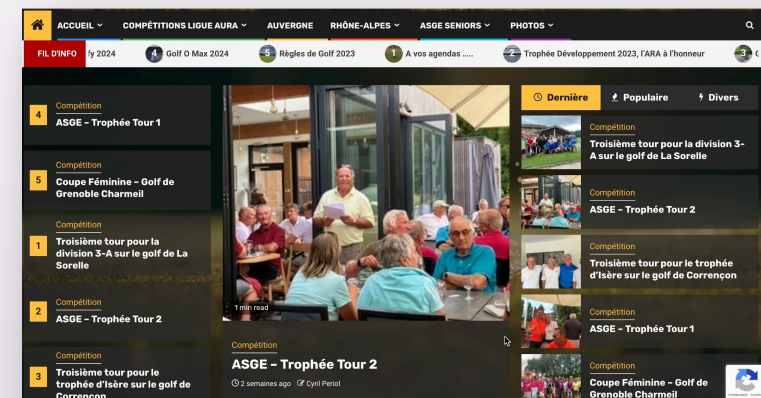 ACCUEIL
COMPÉTITIONS LIGUE AURA
AUVERGNE
RHÔNE-ALPES
ASGE SENIORS
PHOTOS
FIL D'INFO
fy 2024
4 Golf O Max 2024
5 Règles de Golf 2023
1 A vos agendas .....
2 Trophée Développement 2023, l'ARA à l'honneur
3
4
Compétition
ASGE – Trophée Tour 1
5
Compétition
Coupe Féminine – Golf de
Grenoble Charmeil
1
Compétition
Troisième tour pour la
division 3-A sur le golf de La
Sorelle
2
Compétition
ASGE – Trophée Tour 2
3
Compétition
Troisième tour pour le
trophée d'Isère sur le golf de
Corrençon
1 min read
Compétition
ASGE – Trophée Tour 2
2 semaines ago Cyril Periol
Dernière
Populaire
Divers
Compétition
Troisième tour pour la division 3-
A sur le golf de La Sorelle
Compétition
ASGE – Trophée Tour 2
Compétition
Troisième tour pour le trophée
d'Isère sur le golf de Corrençon
Compétition
ASGE – Trophée Tour 1
Compétition
Coupe Féminine – Golf de
Grenoble Charmeil